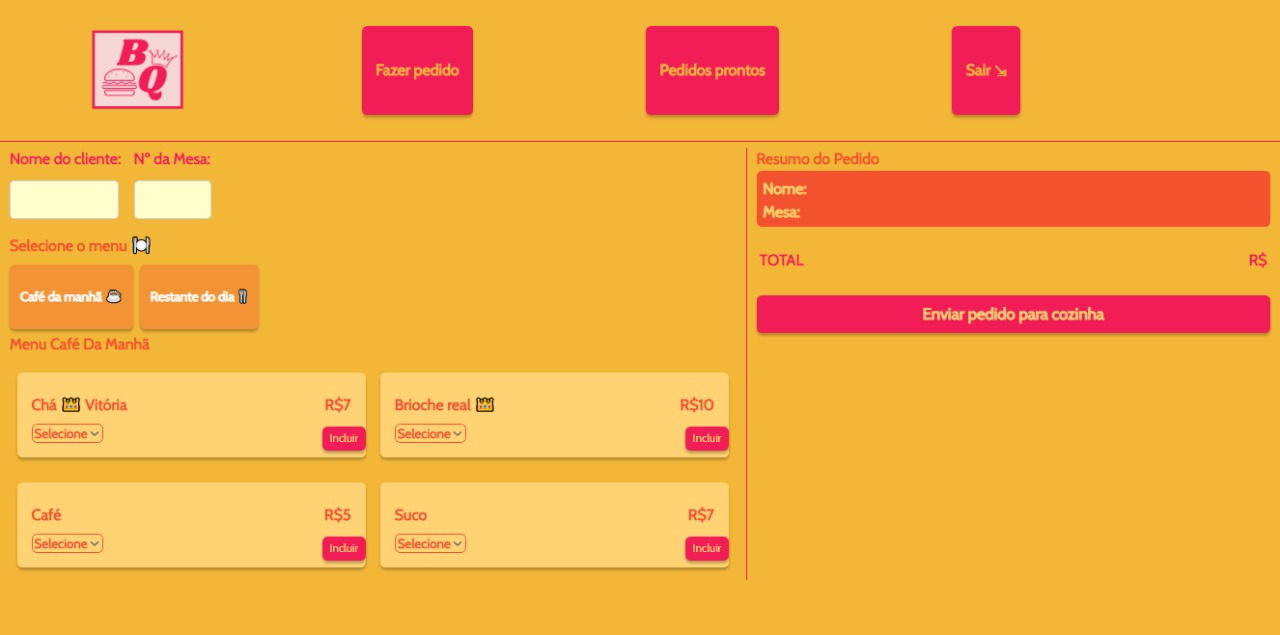 BQ
Fazer pedido
Pedidos prontos
Sair ↘
Nome do cliente: Nº da Mesa:
Selecione o menu 🍽
Café da manhã ☕ Restante do dia 🍴
Menu Café Da Manhã
Chá 👑 Vitória R$7
Selecione
Incluir
Brioche real 👑 R$10
Selecione
Incluir
Café R$5
Selecione
Incluir
Suco R$7
Selecione
Incluir
Resumo do Pedido
Nome:
Mesa:
TOTAL R$
Enviar pedido para cozinha